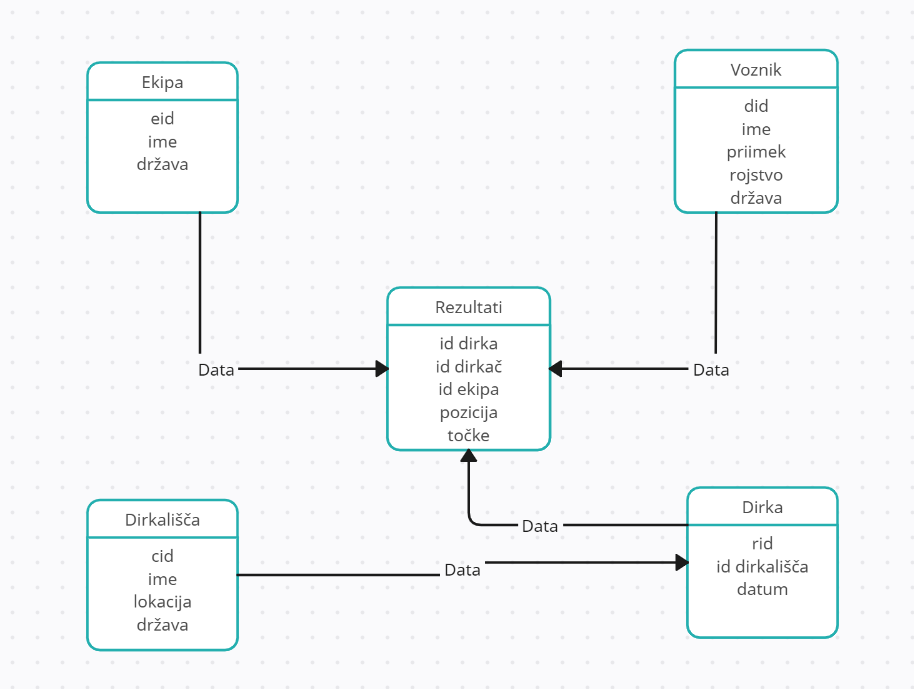 Ekipa
eid
ime
država
Voznik
did
ime
priimek
rojstvo
država
Data
Rezultati
id dirka
id dirkač
id ekipa
pozicija
točke
Data
Dirkališča
cid
ime
lokacija
država
Data
Data
Dirka
rid
id dirkališča
datum